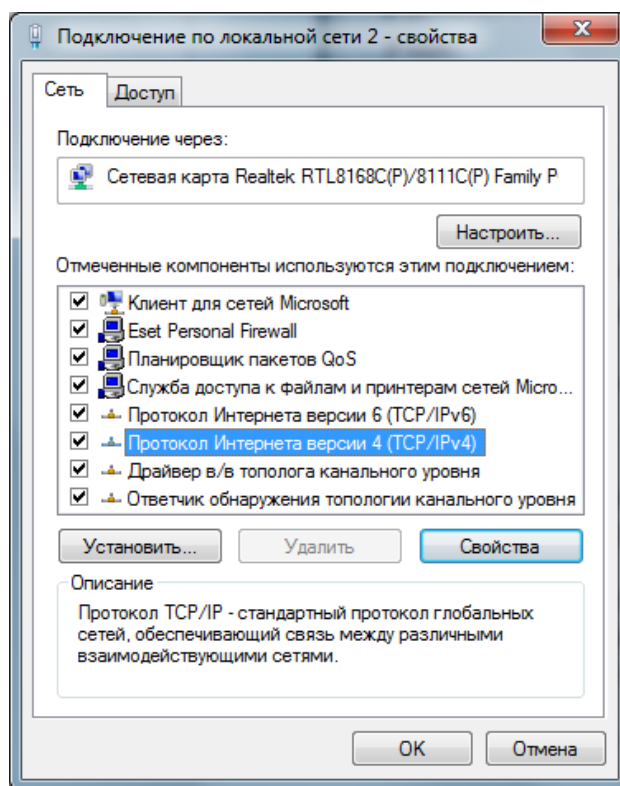 Подключение по локальной сети 2 - свойства
Сеть
Доступ
Подключение через:
Сетевая карта Realtek RTL8168C(P)/8111C(P) Family P
Настроить...
Отмеченные компоненты используются этим подключением:
Клиент для сетей Microsoft
Eset Personal Firewall
Планировщик пакетов QoS
Служба доступа к файлам и принтерам сетей Micro...
Протокол Интернета версии 6 (TCP/IPv6)
Протокол Интернета версии 4 (TCP/IPv4)
Драйвер в/в тополога канального уровня
Ответчик обнаружения топологии канального уровня
Установить...
Удалить
Свойства
Описание
Протокол TCP/IP - стандартный протокол глобальных
сетей, обеспечивающий связь между различными
взаимодействующими сетями.
OK
Отмена